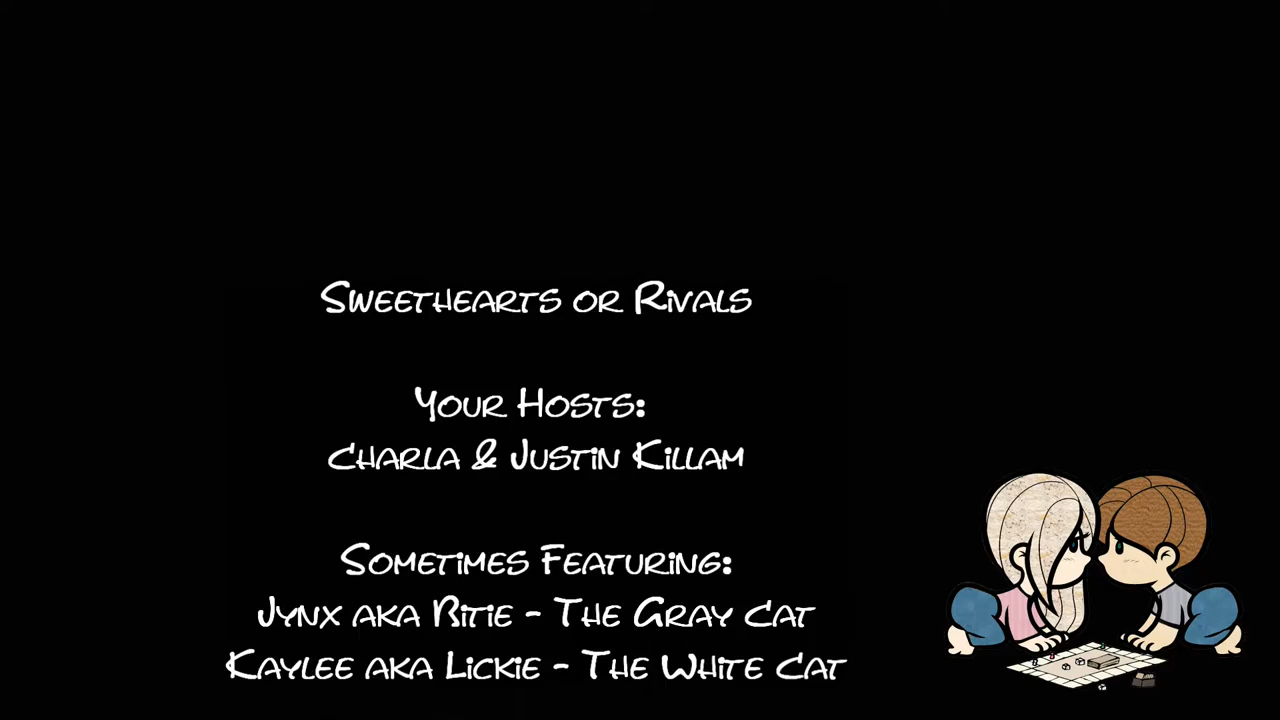 Sweethearts or Rivals
Your Hosts:
Charla & Justin Killam
Sometimes Featuring:
Jynx aka Bitie - The Gray Cat
Kaylee aka Lickie - The White Cat